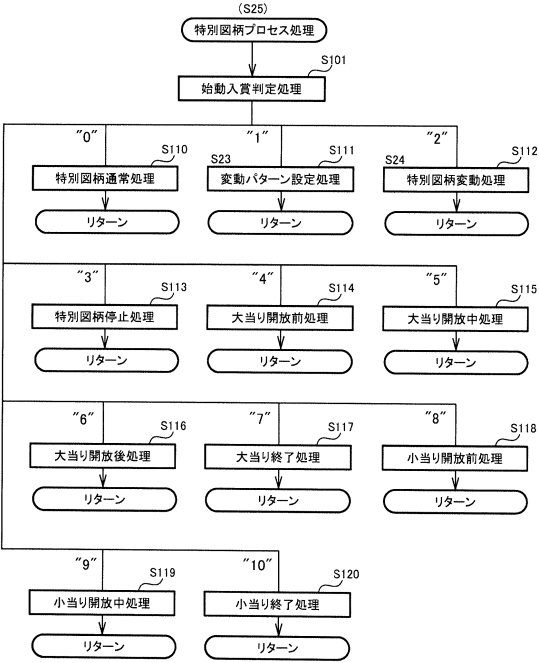 (S25)
特別図柄プロセス処理
S101
始動入賞判定処理
"0" "1" "2"
S110 S23 S111 S24 S112
特別図柄通常処理 変動パターン設定処理 特別図柄変動処理
リターン リターン リターン
"3" "4" "5"
S113 S114 S115
特別図柄停止処理 大当り開放前処理 大当り開放中処理
リターン リターン リターン
"6" "7" "8"
S116 S117 S118
大当り開放後処理 大当り終了処理 小当り開放前処理
リターン リターン リターン
"9" "10"
S119 S120
小当り開放中処理 小当り終了処理
リターン リターン